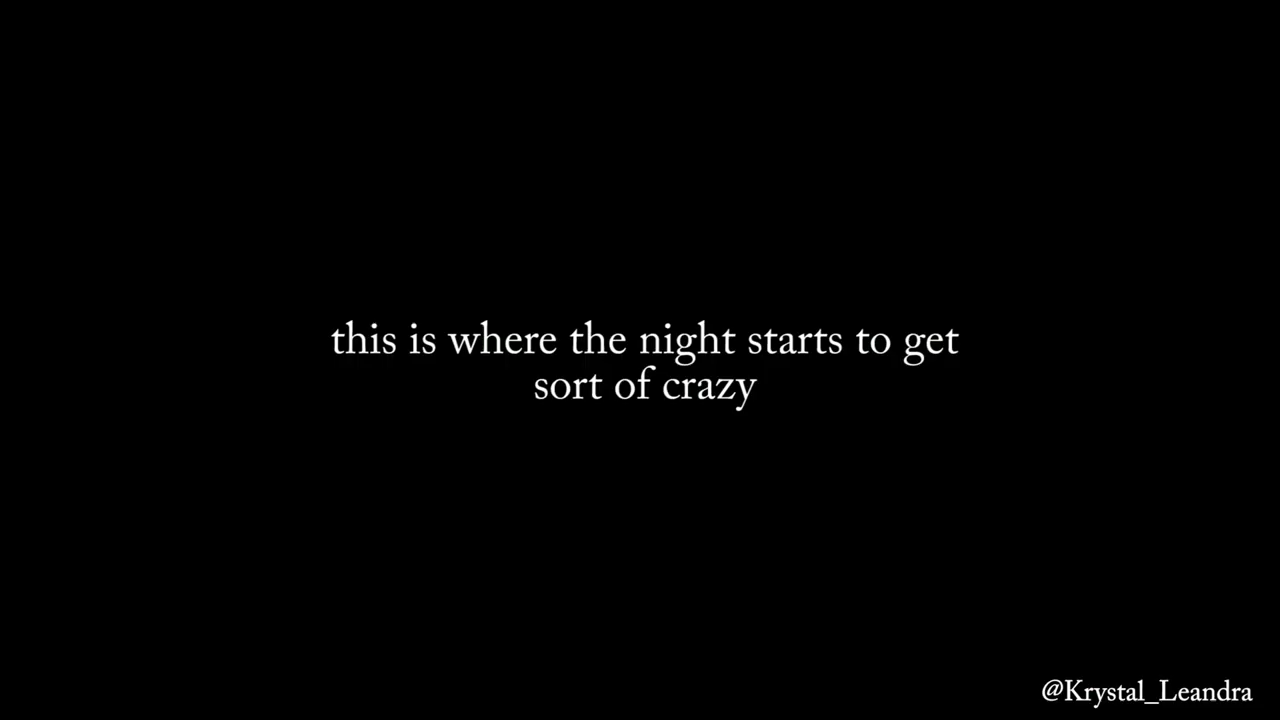 this is where the night starts to get
sort of crazy
@Krystal_Leandra